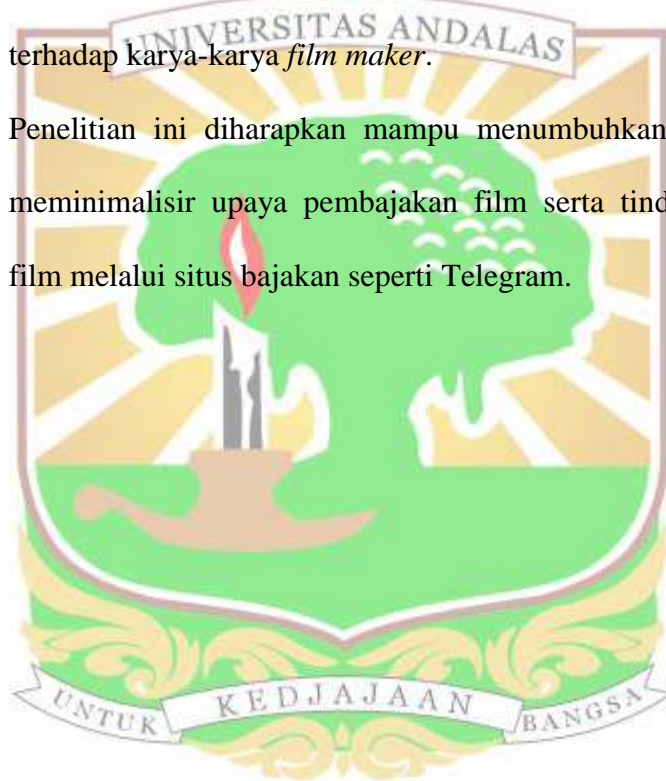 UNIVERSITAS ANDALAS
terhadap karya-karya film maker.
Penelitian ini diharapkan mampu menumbuhkan
meminimalisir upaya pembajakan film serta tind
film melalui situs bajakan seperti Telegram.
UNTUK KEDJAJAAN BANGSA